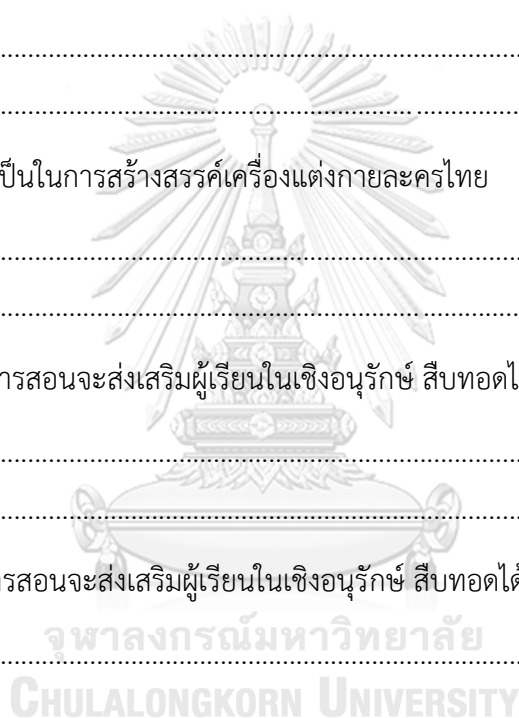 ................................................................................
................................................................................
เป็นในการสร้างสรรค์เครื่องแต่งกายละครไทย
................................................................................
................................................................................
การสอนจะส่งเสริมผู้เรียนในเชิงอนุรักษ์ สืบทอดไ
................................................................................
................................................................................
ารสอนจะส่งเสริมผู้เรียนในเชิงอนุรักษ์ สืบทอดได้
จุฬาลงกรณ์มหาวิทยาลัย
................................................................................
CHULALONGKORN UNIVERSITY